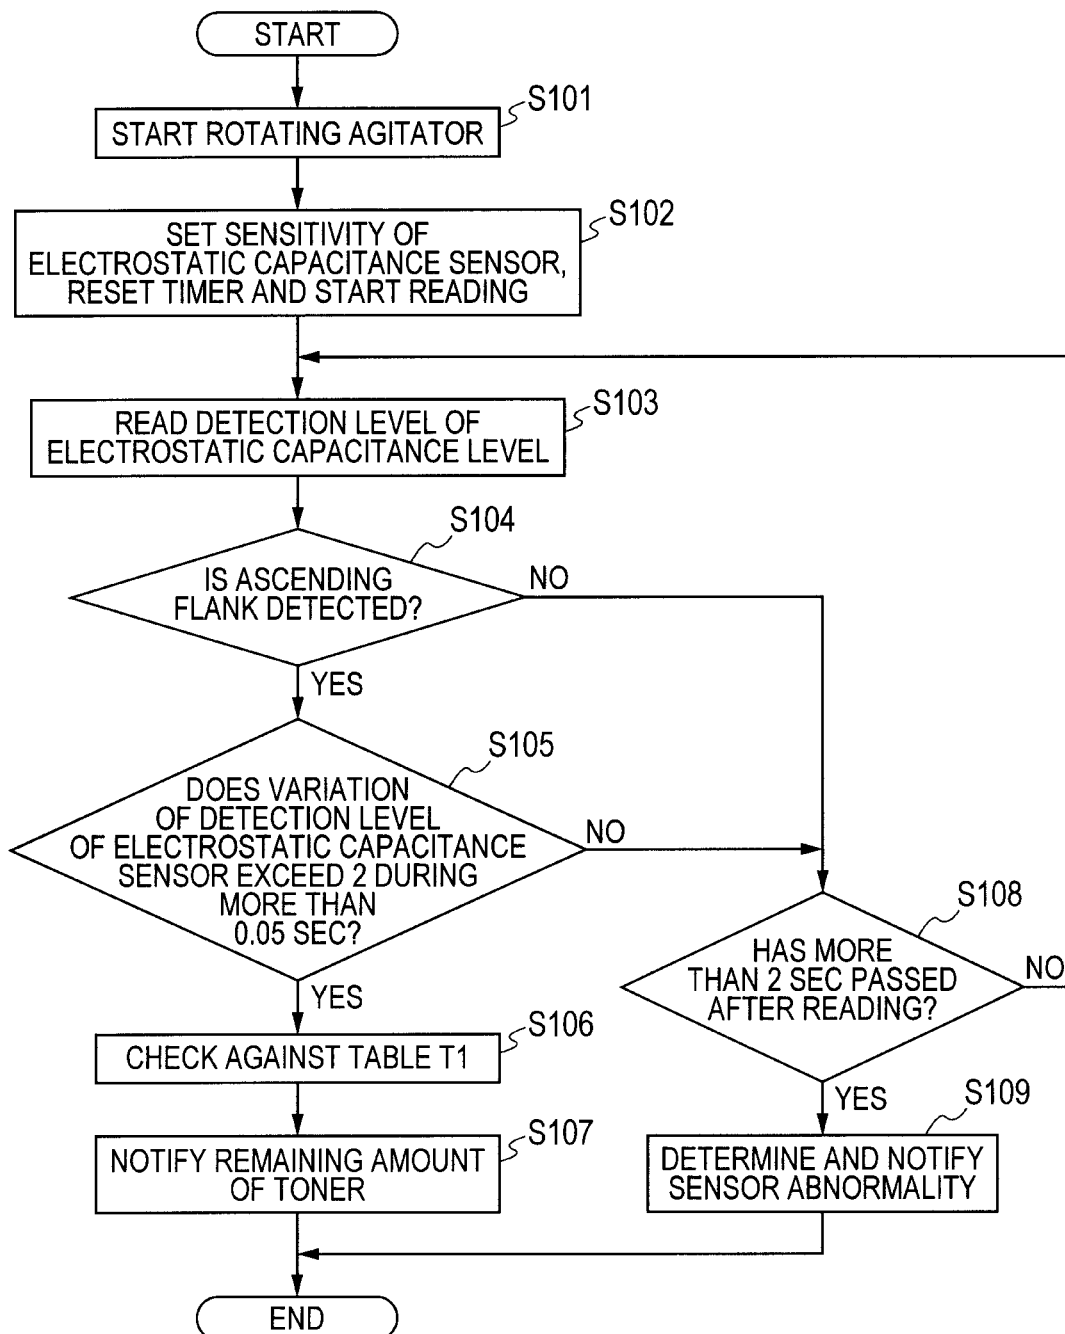 START
S101
START ROTATING AGITATOR
S102
SET SENSITIVITY OF
ELECTROSTATIC CAPACITANCE SENSOR,
RESET TIMER AND START READING
S103
READ DETECTION LEVEL OF
ELECTROSTATIC CAPACITANCE LEVEL
S104
IS ASCENDING
FLANK DETECTED?
NO
YES
S105
DOES VARIATION
OF DETECTION LEVEL
OF ELECTROSTATIC CAPACITANCE
SENSOR EXCEED 2 DURING
MORE THAN
0.05 SEC?
NO
YES
S108
HAS MORE
THAN 2 SEC PASSED
AFTER READING?
NO
YES
S106
CHECK AGAINST TABLE T1
S107
NOTIFY REMAINING AMOUNT
OF TONER
S109
DETERMINE AND NOTIFY
SENSOR ABNORMALITY
END